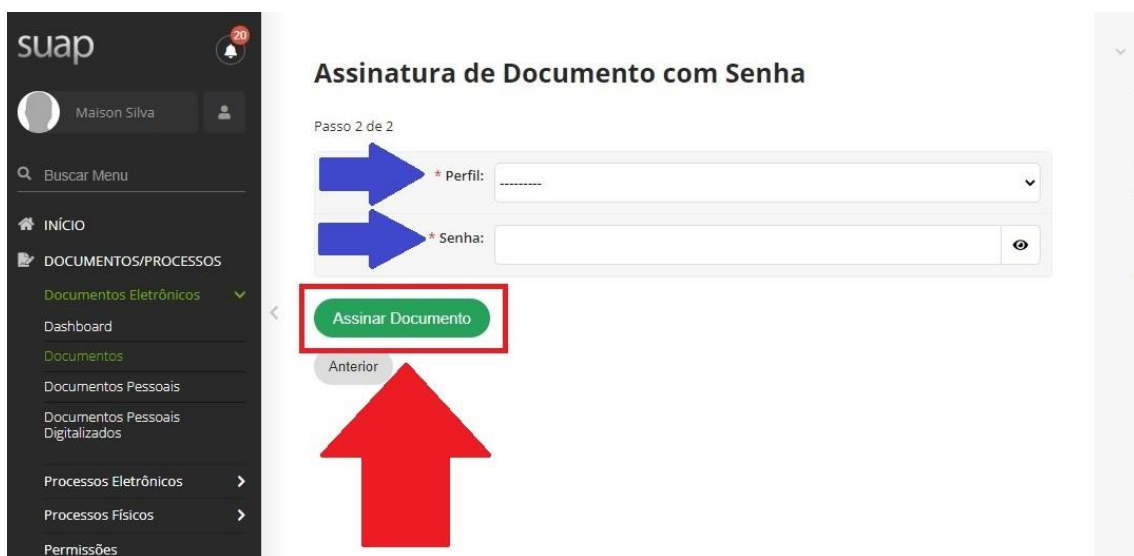 suap
20
Maison Silva
Buscar Menu
INÍCIO
DOCUMENTOS/PROCESSOS
Documentos Eletrônicos
Dashboard
Documentos
Documentos Pessoais
Documentos Pessoais
Digitalizados
Processos Eletrônicos
Processos Físicos
Permissões
Assinatura de Documento com Senha
Passo 2 de 2
* Perfil:
---------
* Senha:
Assinar Documento
Anterior